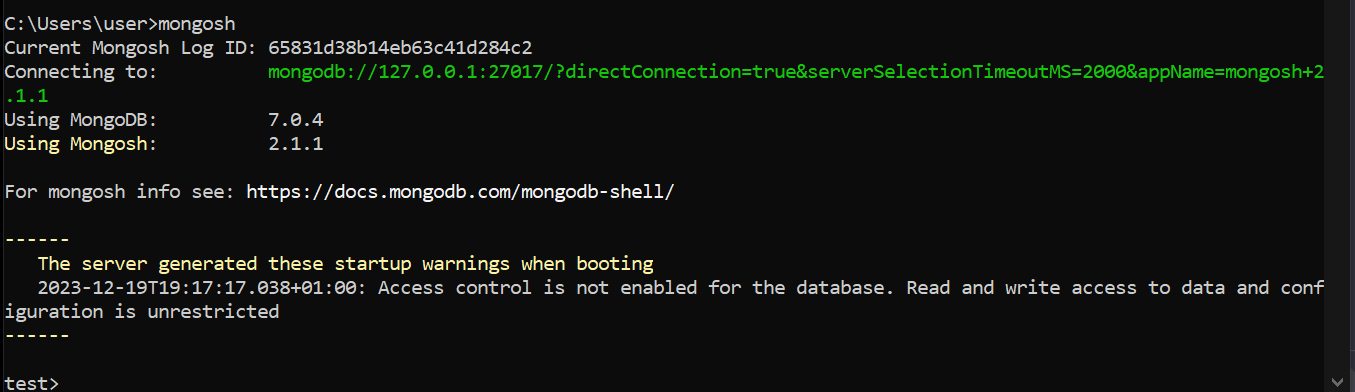 C:\Users\user>mongosh
Current Mongosh Log ID: 65831d38b14eb63c41d284c2
Connecting to:          mongodb://127.0.0.1:27017/?directConnection=true&serverSelectionTimeoutMS=2000&appName=mongosh+2
.1.1
Using MongoDB:          7.0.4
Using Mongosh:          2.1.1
For mongosh info see: https://docs.mongodb.com/mongodb-shell/
------
   The server generated these startup warnings when booting
   2023-12-19T19:17:17.038+01:00: Access control is not enabled for the database. Read and write access to data and conf
iguration is unrestricted
------
test>